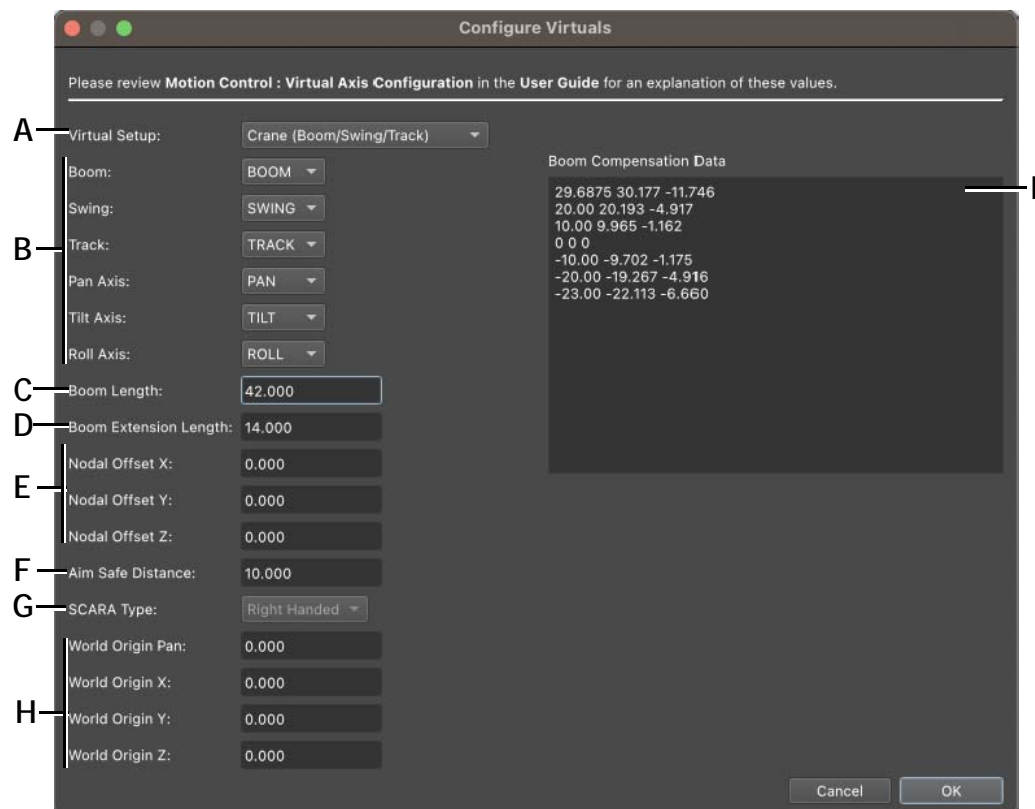 Configure Virtuals
Please review Motion Control : Virtual Axis Configuration in the User Guide for an explanation of these values.
A
Virtual Setup: Crane (Boom/Swing/Track)
B
Boom: BOOM
Swing: SWING
Track: TRACK
Pan Axis: PAN
Tilt Axis: TILT
Roll Axis: ROLL
C
Boom Length: 42.000
D
Boom Extension Length: 14.000
E
Nodal Offset X: 0.000
Nodal Offset Y: 0.000
Nodal Offset Z: 0.000
F
Aim Safe Distance: 10.000
G
SCARA Type: Right Handed
H
World Origin Pan: 0.000
World Origin X: 0.000
World Origin Y: 0.000
World Origin Z: 0.000
Boom Compensation Data
29.6875 30.177 -11.746
20.00 20.193 -4.917
10.00 9.965 -1.162
0 0 0
-10.00 -9.702 -1.175
-20.00 -19.267 -4.916
-23.00 -22.113 -6.660
Cancel
OK